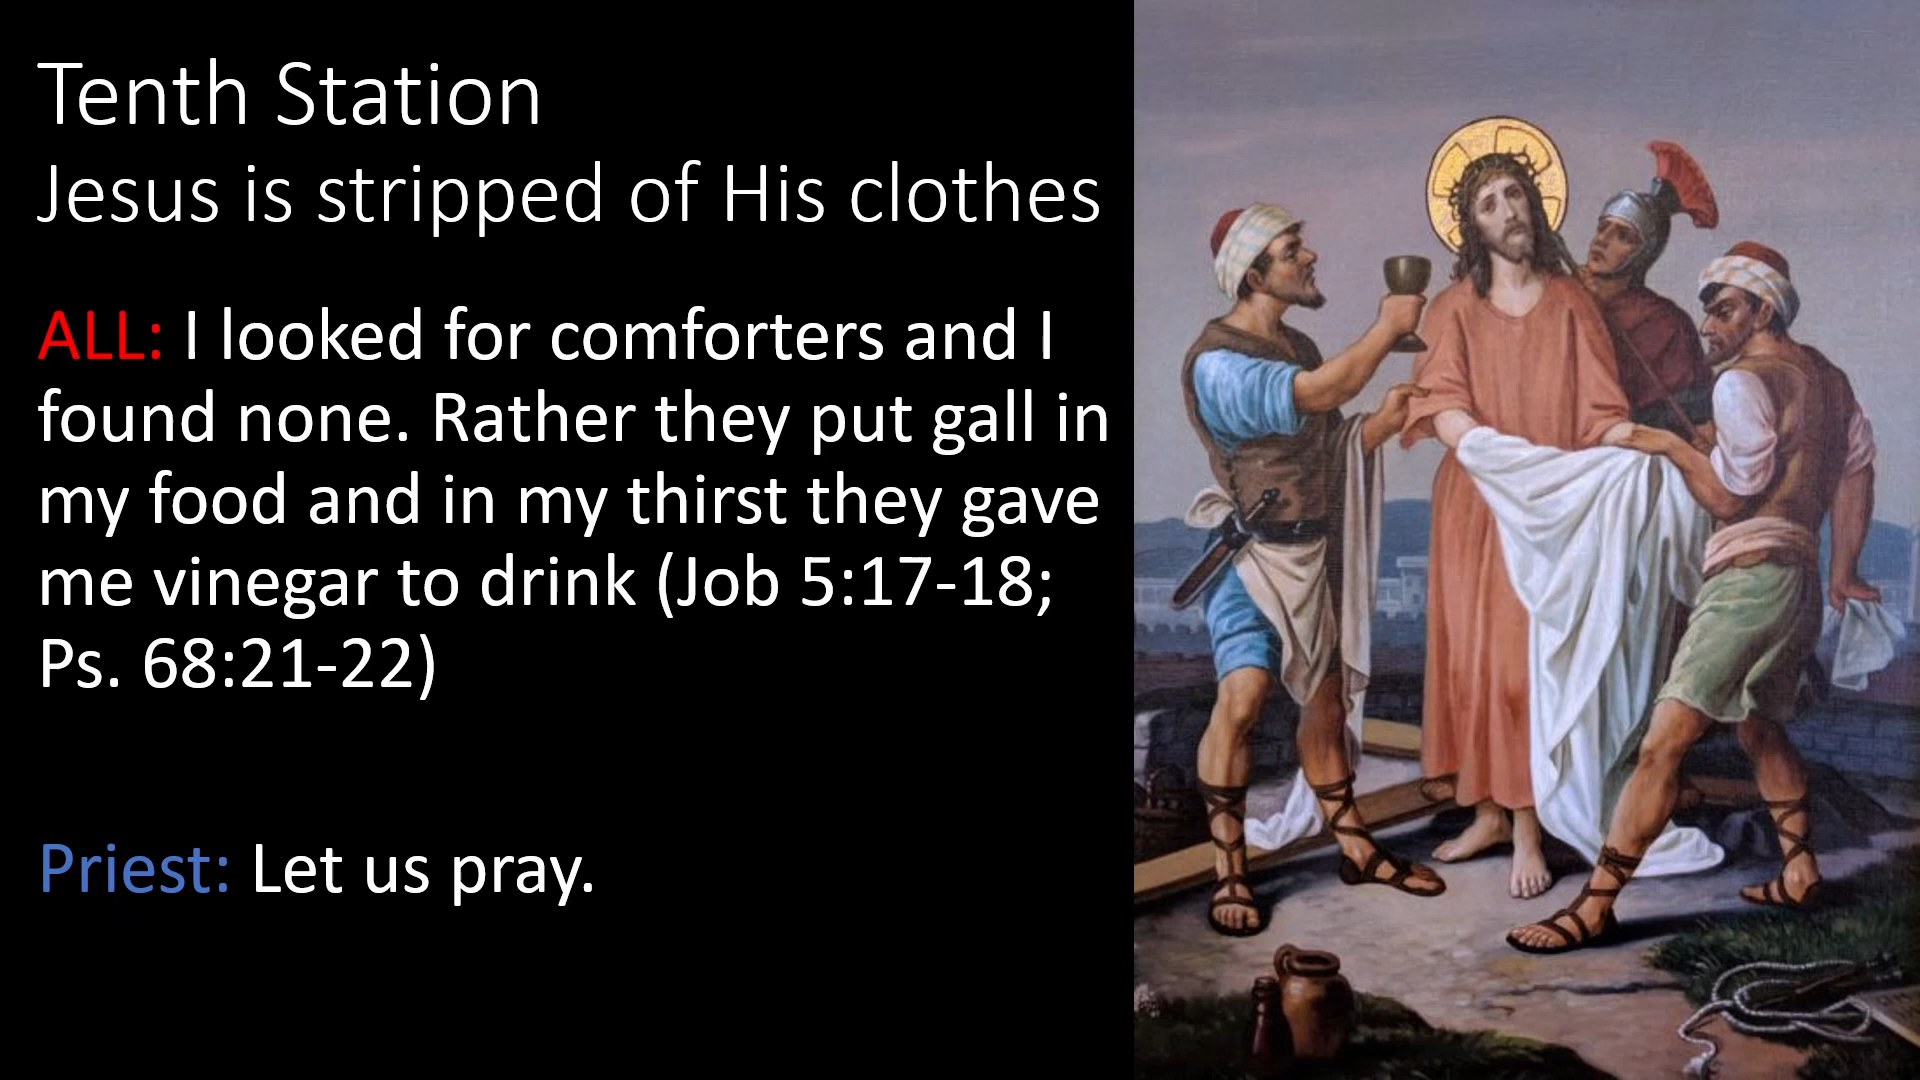 Tenth Station
Jesus is stripped of His clothes
ALL: I looked for comforters and I
found none. Rather they put gall in
my food and in my thirst they gave
me vinegar to drink (Job 5:17-18;
Ps. 68:21-22)
Priest: Let us pray.